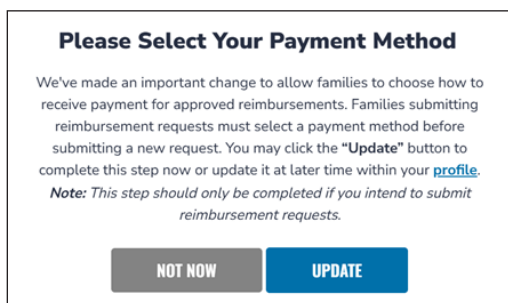 Please Select Your Payment Method
We've made an important change to allow families to choose how to
receive payment for approved reimbursements. Families submitting
reimbursement requests must select a payment method before
submitting a new request. You may click the “Update” button to
complete this step now or update it at later time within your profile.
Note: This step should only be completed if you intend to submit
reimbursement requests.
NOT NOW
UPDATE